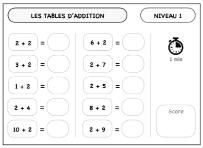 LES TABLES D'ADDITION
NIVEAU 1
2 + 2 =
6 + 2 =
3 + 2 =
2 + 7 =
1 min
1 + 2 =
2 + 5 =
2 + 4 =
8 + 2 =
Score
10 + 2 =
2 + 9 =